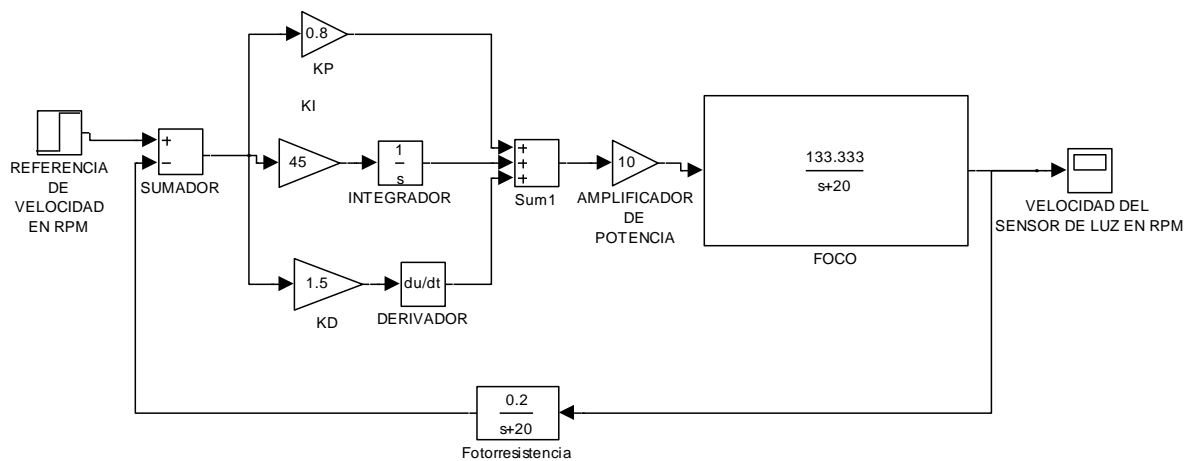 0.8
KP
KI
REFERENCIA
DE
VELOCIDAD
EN RPM
+
−
SUMADOR
45
1
s
INTEGRADOR
+
+
+
Sum1
10
AMPLIFICADOR
DE
POTENCIA
133.333
s+20
FOCO
VELOCIDAD DEL
SENSOR DE LUZ EN RPM
1.5
KD
du/dt
DERIVADOR
0.2
s+20
Fotorresistencia